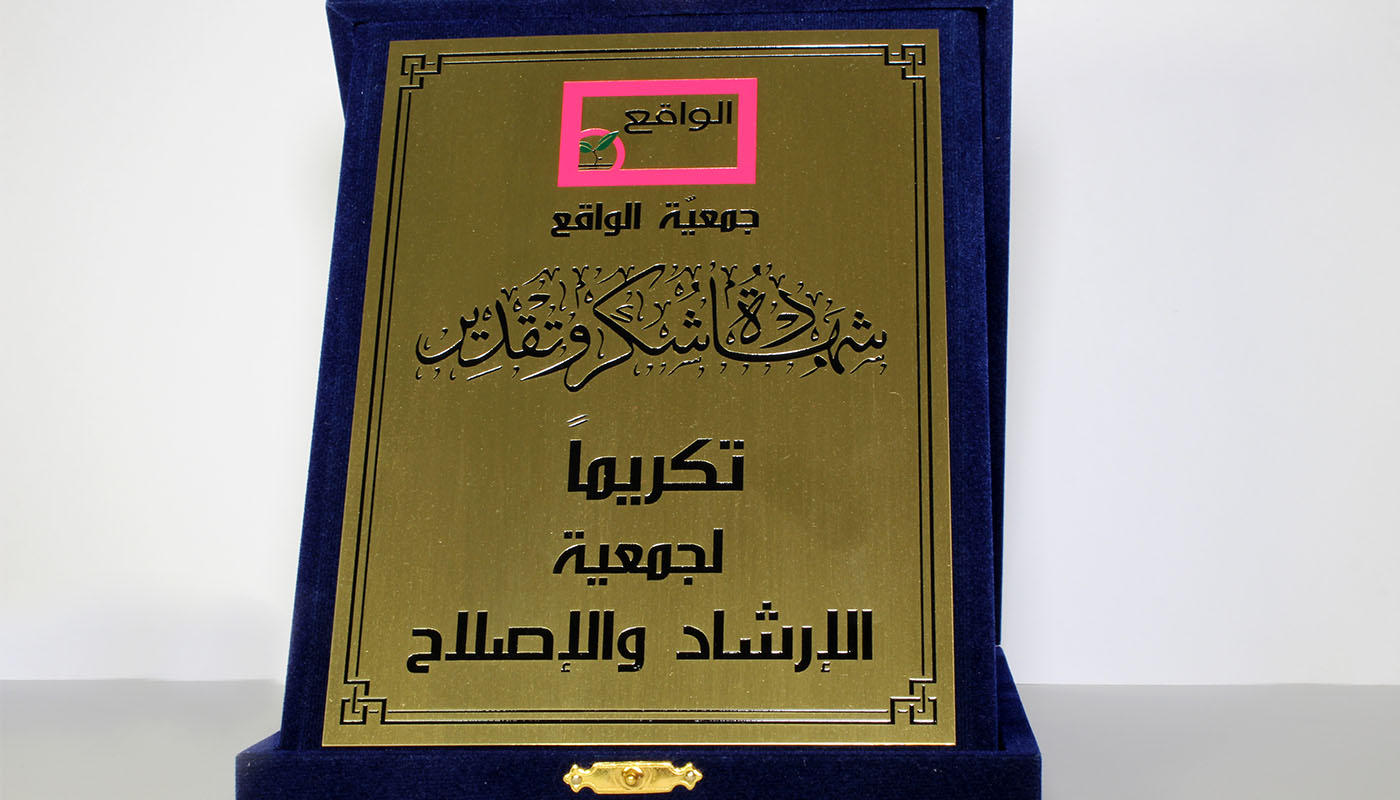 الواقع
جمعيّة الواقع
شهادة شكر وتقدير
تكريماً
لجمعية
الإرشاد والإصلاح